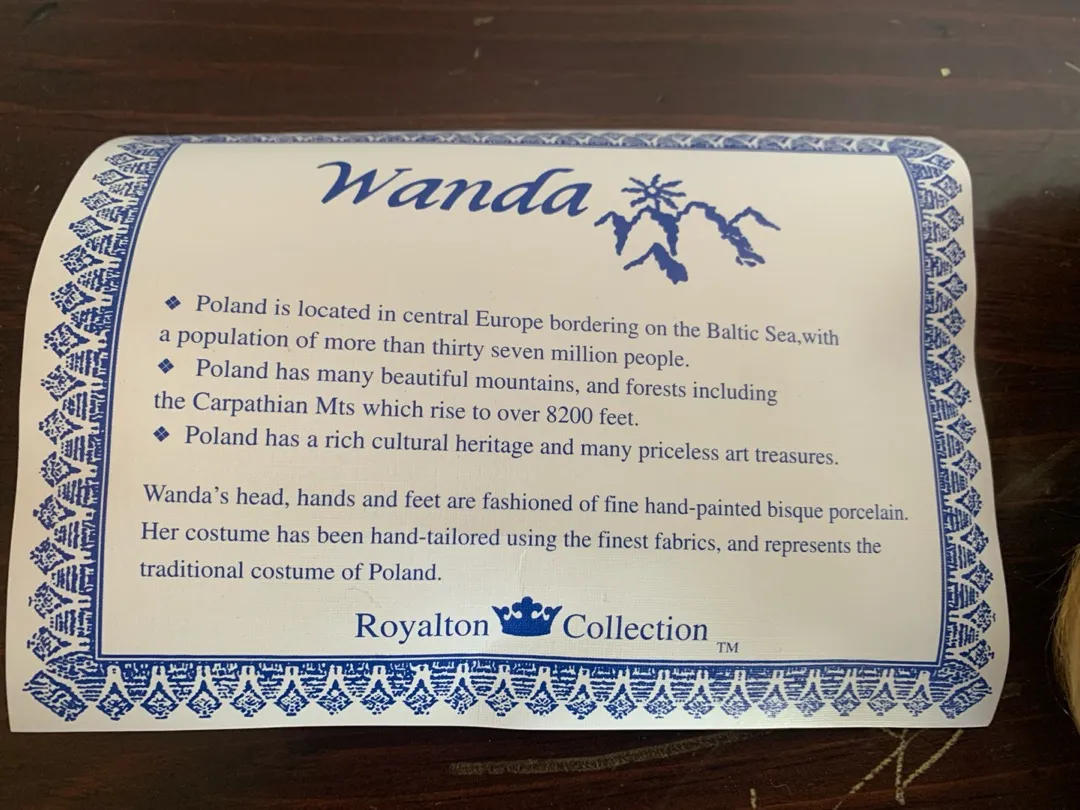 Wanda
❖ Poland is located in central Europe bordering on the Baltic Sea,with
a population of more than thirty seven million people.
❖ Poland has many beautiful mountains, and forests including
the Carpathian Mts which rise to over 8200 feet.
❖ Poland has a rich cultural heritage and many priceless art treasures.
Wanda's head, hands and feet are fashioned of fine hand-painted bisque porcelain.
Her costume has been hand-tailored using the finest fabrics, and represents the
traditional costume of Poland.
Royalton Collection TM